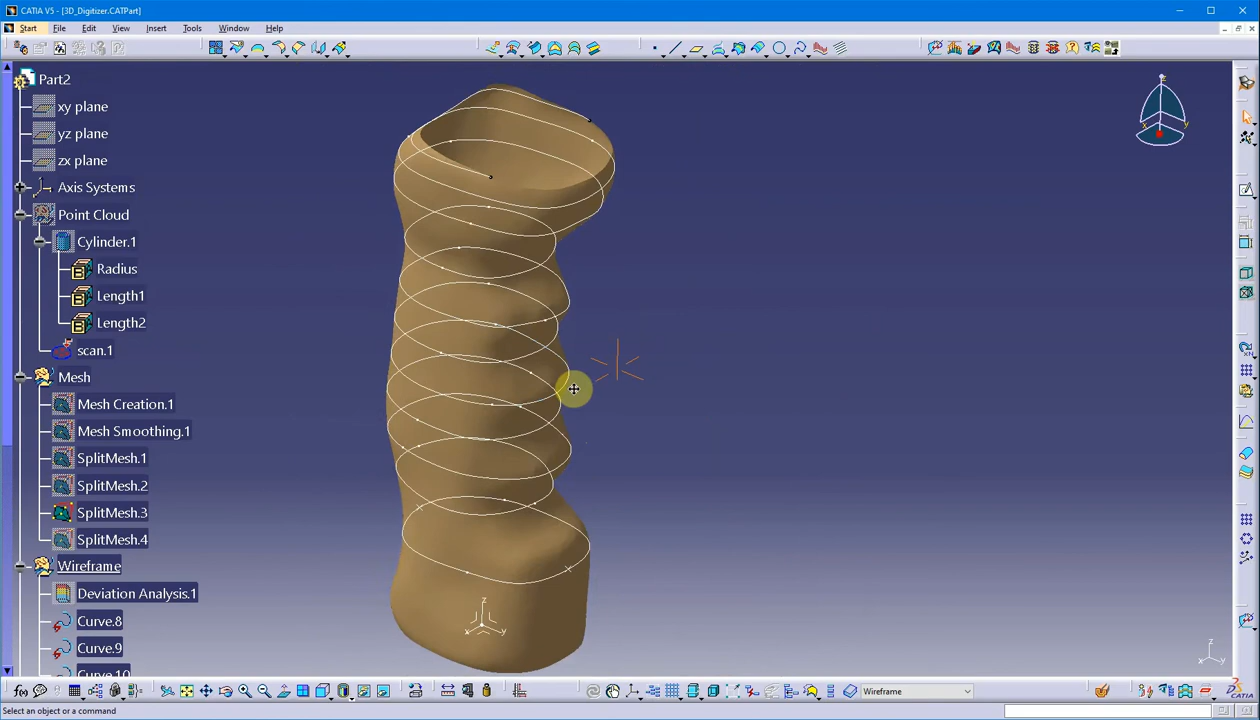 CATIA V5 - [3D_Digitizer.CATPart]
Start File Edit View Insert Tools Window Help
Part2
xy plane
yz plane
zx plane
Axis Systems
Point Cloud
Cylinder.1
Radius
Length1
Length2
scan.1
Mesh
Mesh Creation.1
Mesh Smoothing.1
SplitMesh.1
SplitMesh.2
SplitMesh.3
SplitMesh.4
Wireframe
Deviation Analysis.1
Curve.8
Curve.9
Curve.10
z
x y
z
x y
f(x) Wireframe
CATIA
Select an object or a command